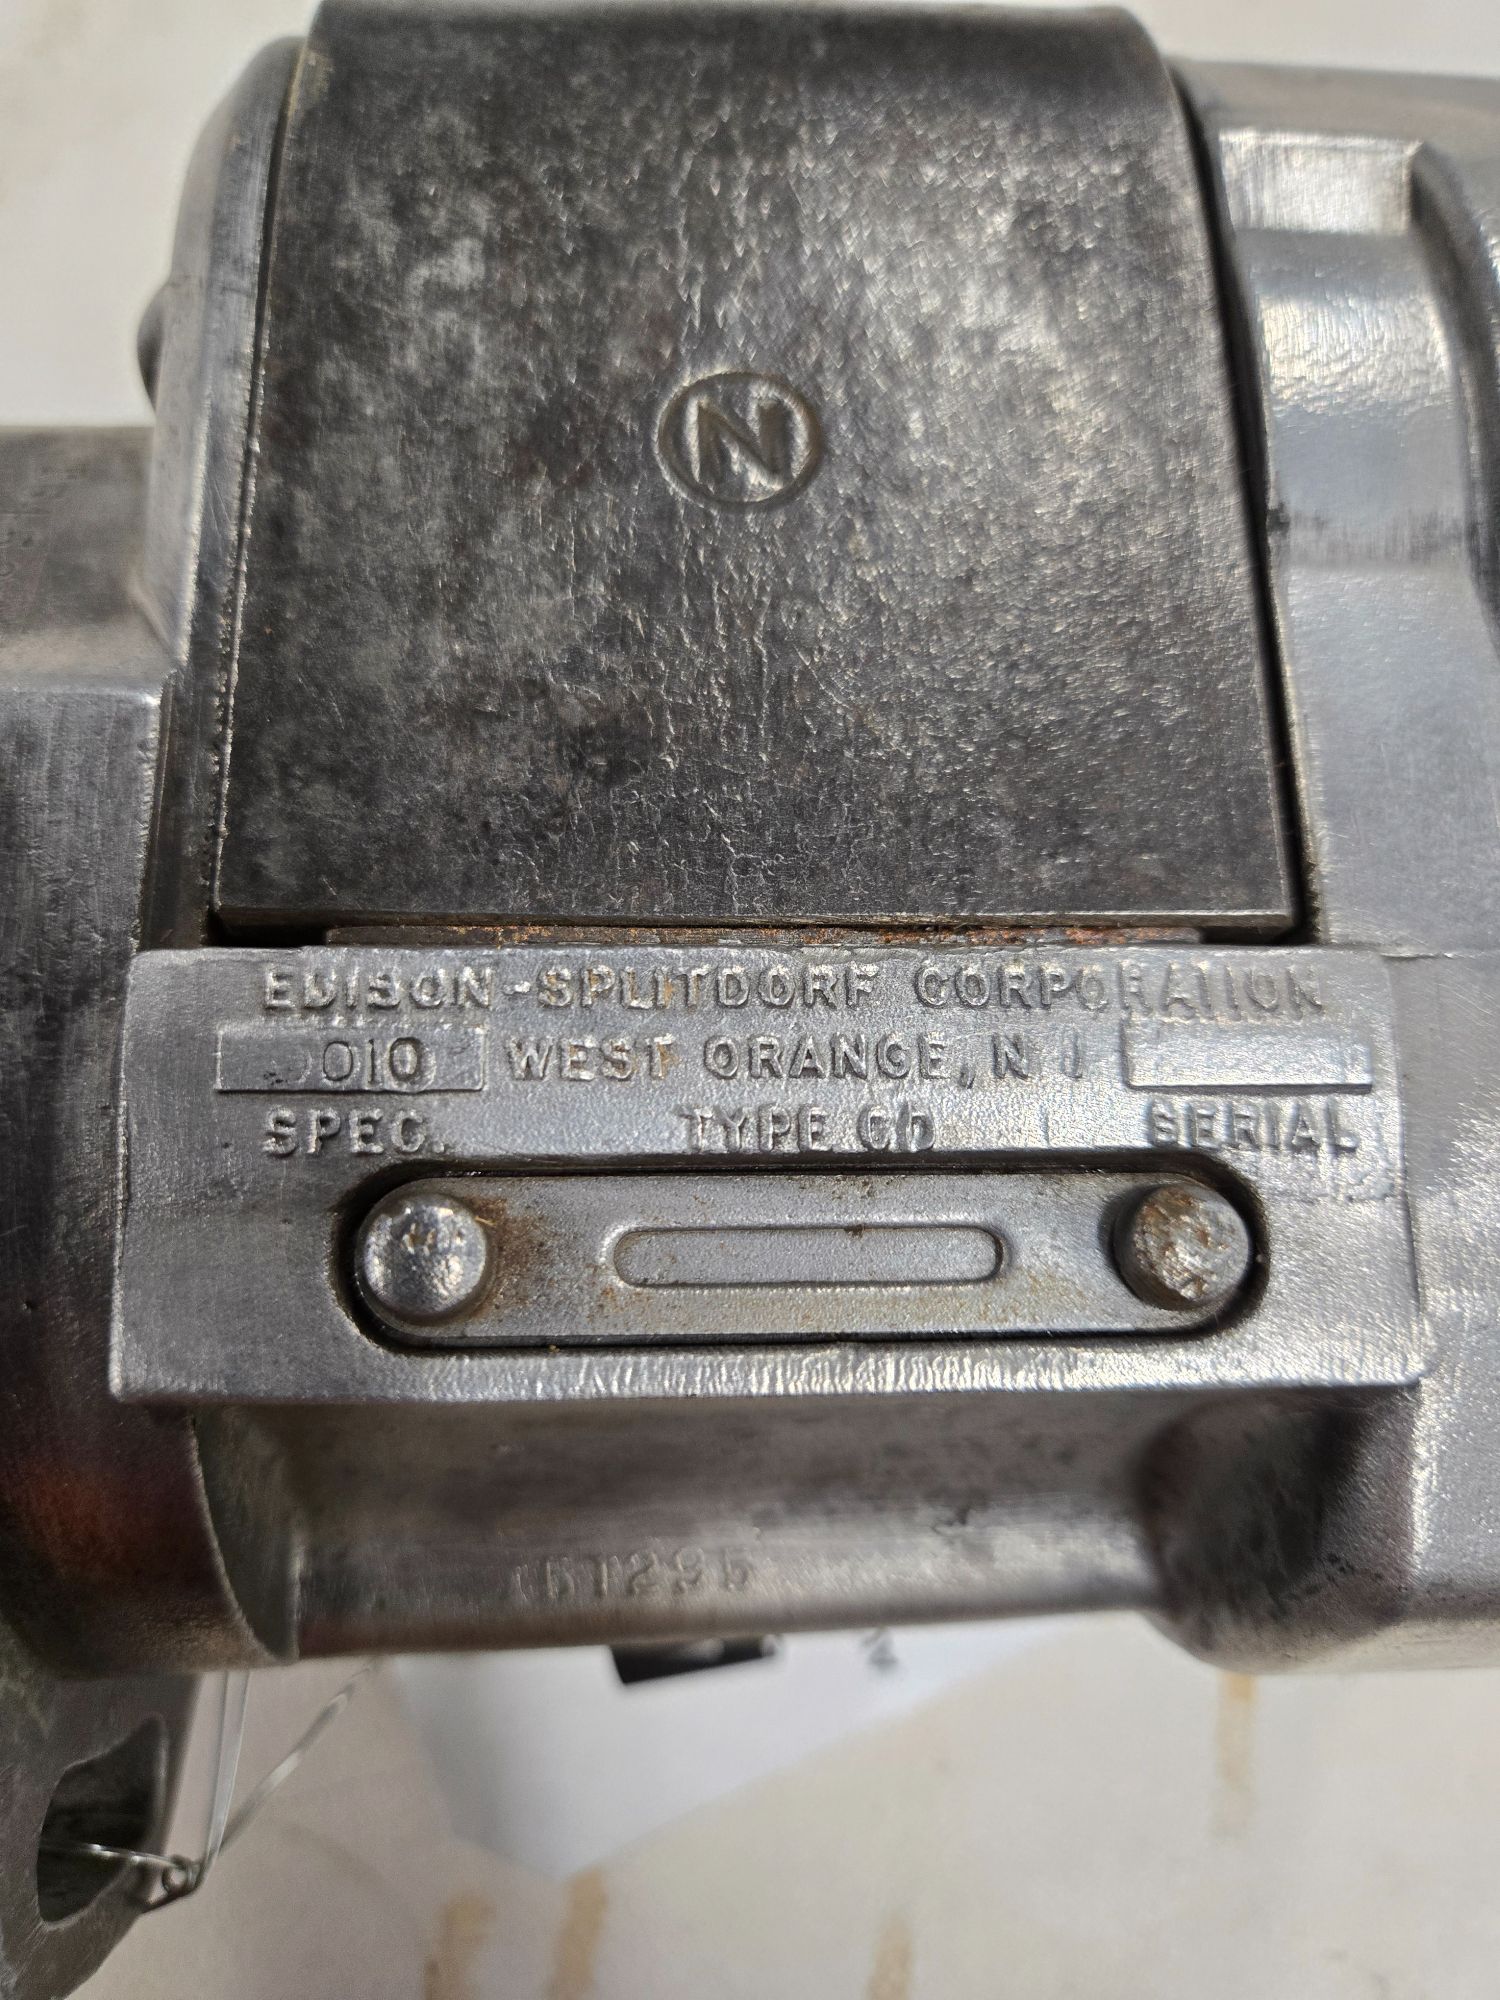 N
EDISON-SPLITDORF CORPORATION
010 WEST ORANGE, N J
SPEC. TYPE CD SERIAL